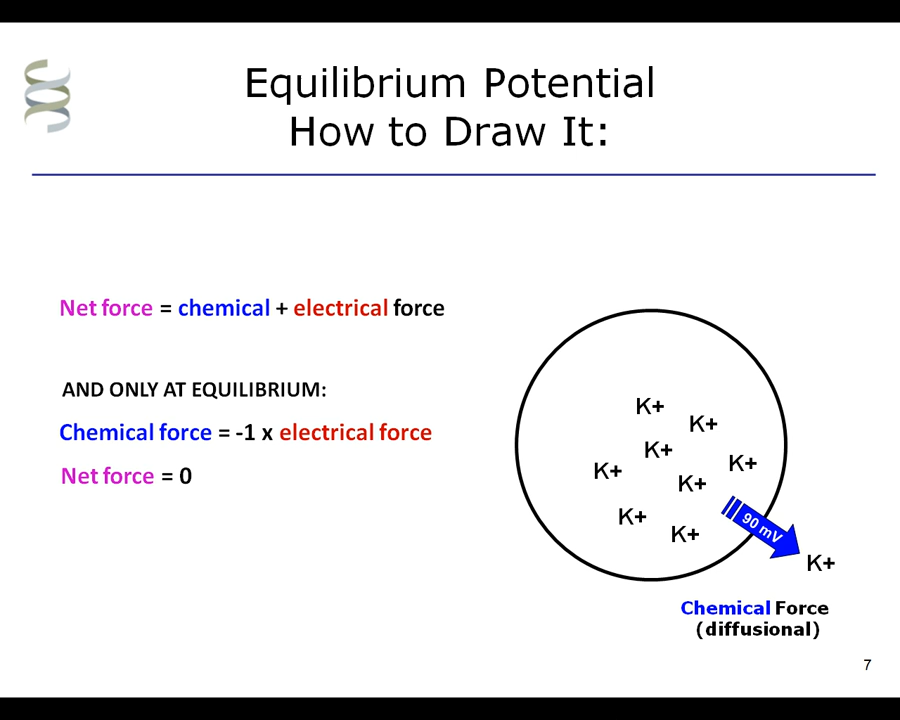 Equilibrium Potential
How to Draw It:
Net force = chemical + electrical force
AND ONLY AT EQUILIBRIUM:
Chemical force = -1 x electrical force
Net force = 0
K+
K+
K+
K+
K+
K+
K+
K+
90 mV
K+
Chemical Force
(diffusional)
7